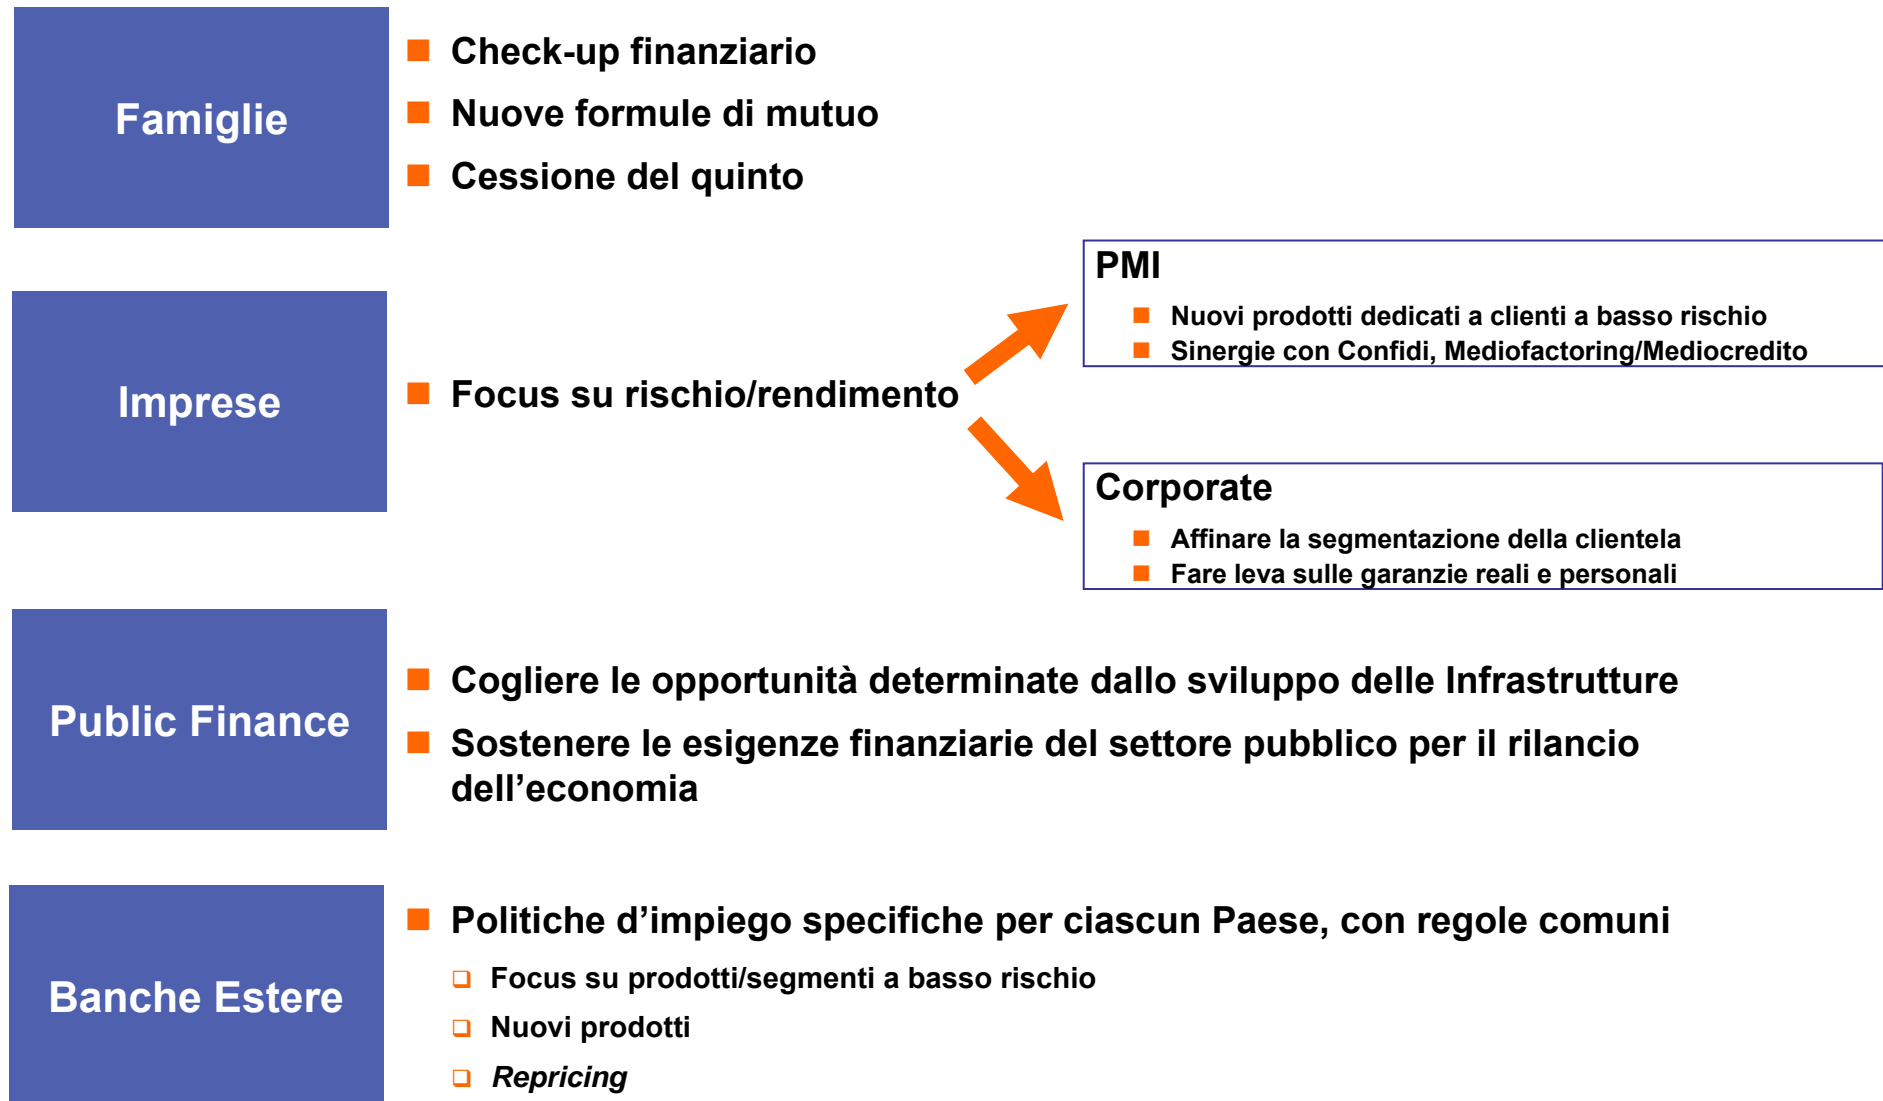 Famiglie
Check-up finanziario
Nuove formule di mutuo
Cessione del quinto
Imprese
Focus su rischio/rendimento
PMI
Nuovi prodotti dedicati a clienti a basso rischio
Sinergie con Confidi, Mediofactoring/Mediocredito
Corporate
Affinare la segmentazione della clientela
Fare leva sulle garanzie reali e personali
Public Finance
Cogliere le opportunità determinate dallo sviluppo delle Infrastrutture
Sostenere le esigenze finanziarie del settore pubblico per il rilancio
dell’economia
Banche Estere
Politiche d’impiego specifiche per ciascun Paese, con regole comuni
Focus su prodotti/segmenti a basso rischio
Nuovi prodotti
Repricing